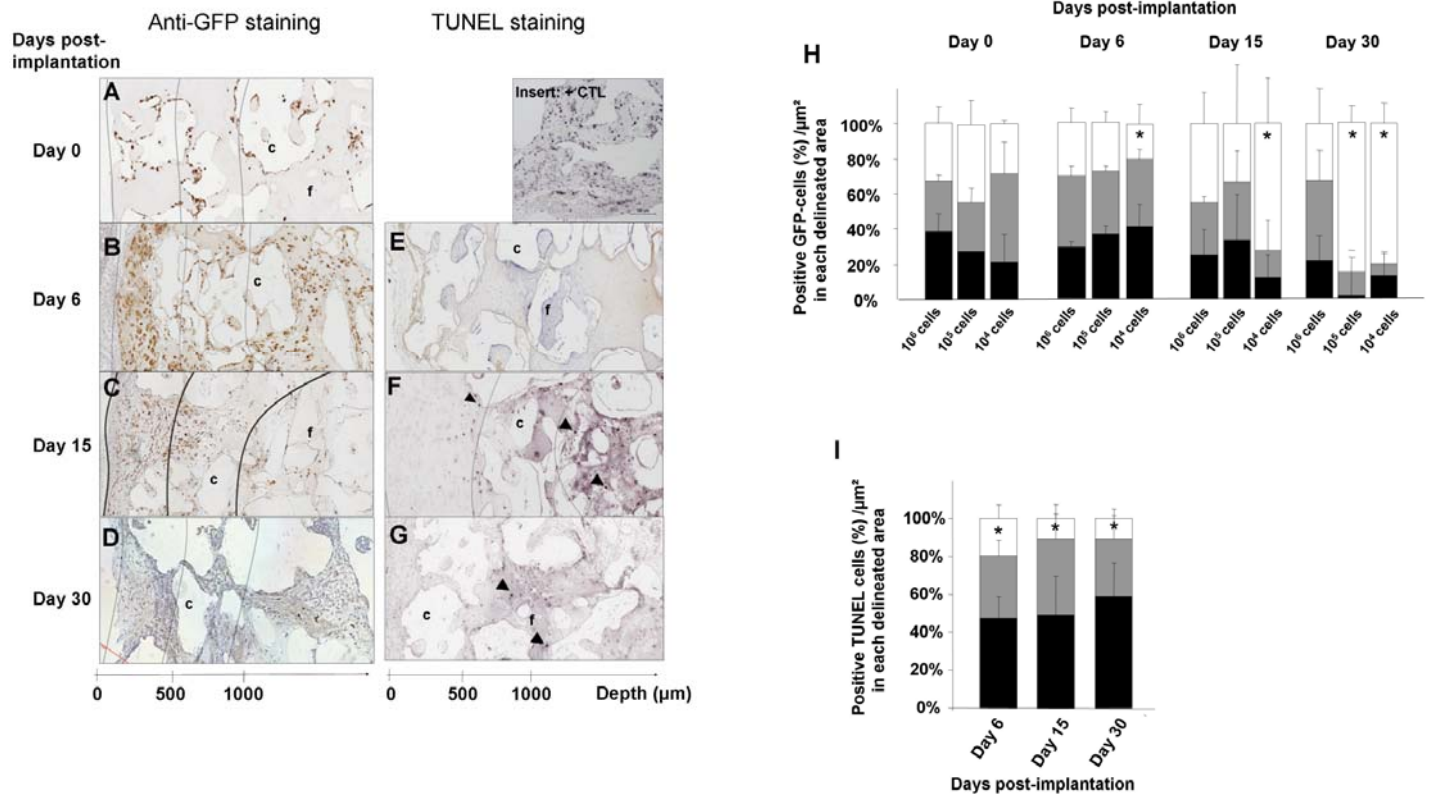 Anti-GFP staining
TUNEL staining
Days post-
implantation
Day 0
A
c
f
Insert: + CTL
Day 6
B
c
E
c
f
Day 15
C
c
f
F
c
Day 30
D
c
G
c
f
0
500
1000
0
500
1000
Depth (µm)
Days post-implantation
H
Day 0
Day 6
Day 15
Day 30
Positive GFP-cells (%) /µm²
in each delineated area
100%
80%
60%
40%
20%
0%
*
*
*
*
10⁶ cells
10⁵ cells
10⁴ cells
10⁶ cells
10⁵ cells
10⁴ cells
10⁶ cells
10⁵ cells
10⁴ cells
10⁶ cells
10⁵ cells
10⁴ cells
I
Positive TUNEL cells (%) /µm²
in each delineated area
100%
80%
60%
40%
20%
0%
*
*
*
Day 6
Day 15
Day 30
Days post-implantation